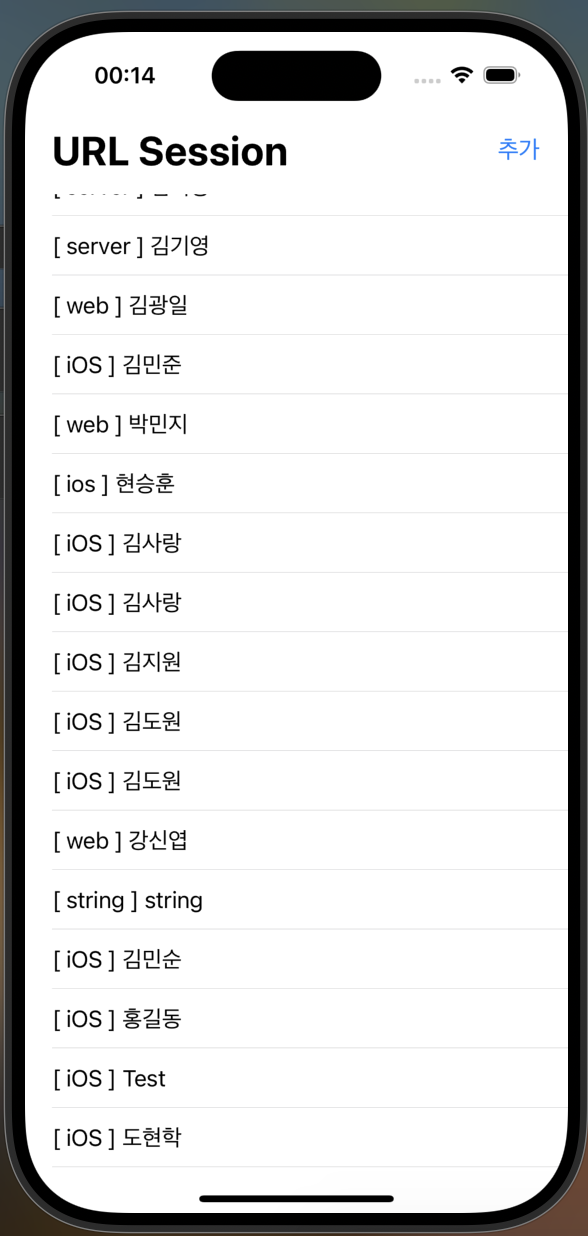 00:14
URL Session
추가
[ server ] 김기영
[ web ] 김광일
[ iOS ] 김민준
[ web ] 박민지
[ ios ] 현승훈
[ iOS ] 김사랑
[ iOS ] 김사랑
[ iOS ] 김지원
[ iOS ] 김도원
[ iOS ] 김도원
[ web ] 강신엽
[ string ] string
[ iOS ] 김민순
[ iOS ] 홍길동
[ iOS ] Test
[ iOS ] 도현학